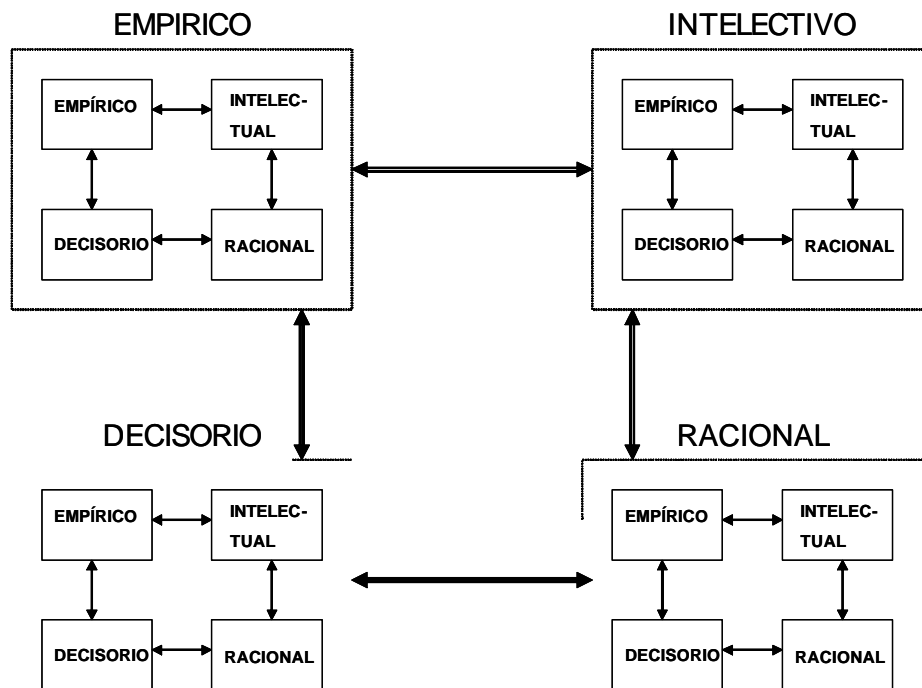 EMPIRICO
INTELECTIVO
EMPÍRICO
INTELEC-
TUAL
DECISORIO
RACIONAL
EMPÍRICO
INTELEC-
TUAL
DECISORIO
RACIONAL
DECISORIO
RACIONAL
EMPÍRICO
INTELEC-
TUAL
DECISORIO
RACIONAL
EMPÍRICO
INTELEC-
TUAL
DECISORIO
RACIONAL